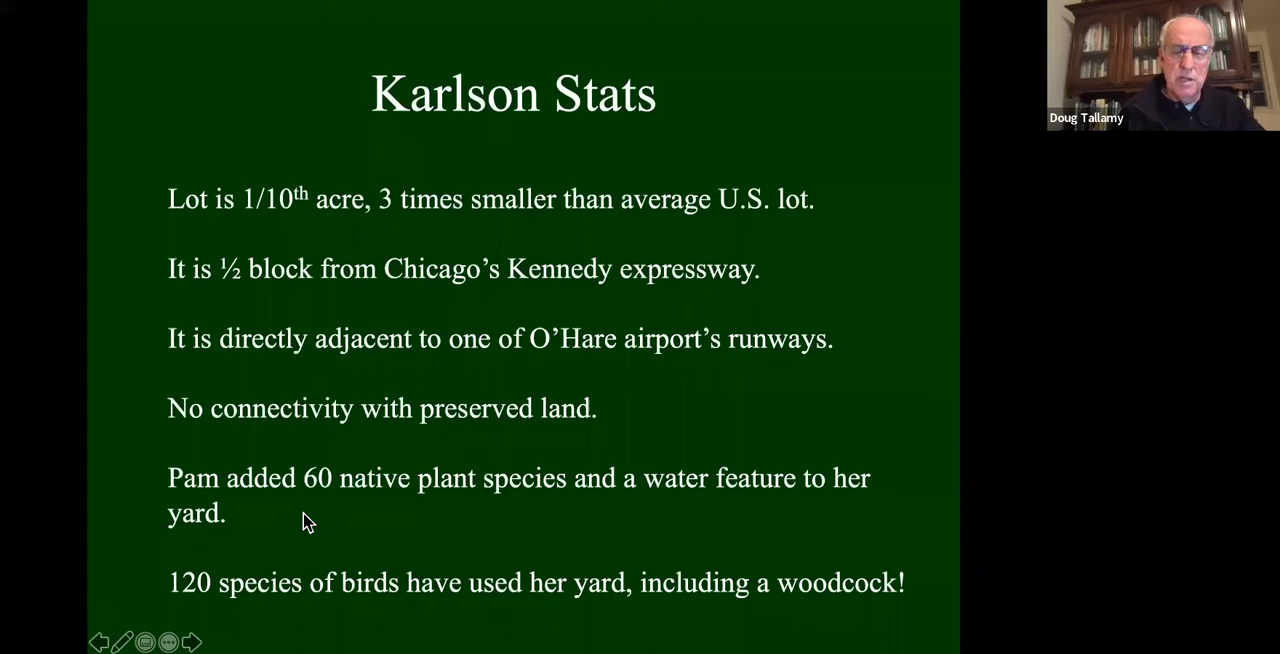 Karlson Stats
Doug Tallamy
Lot is 1/10th acre, 3 times smaller than average U.S. lot.
It is ½ block from Chicago’s Kennedy expressway.
It is directly adjacent to one of O’Hare airport’s runways.
No connectivity with preserved land.
Pam added 60 native plant species and a water feature to her
yard.
120 species of birds have used her yard, including a woodcock!